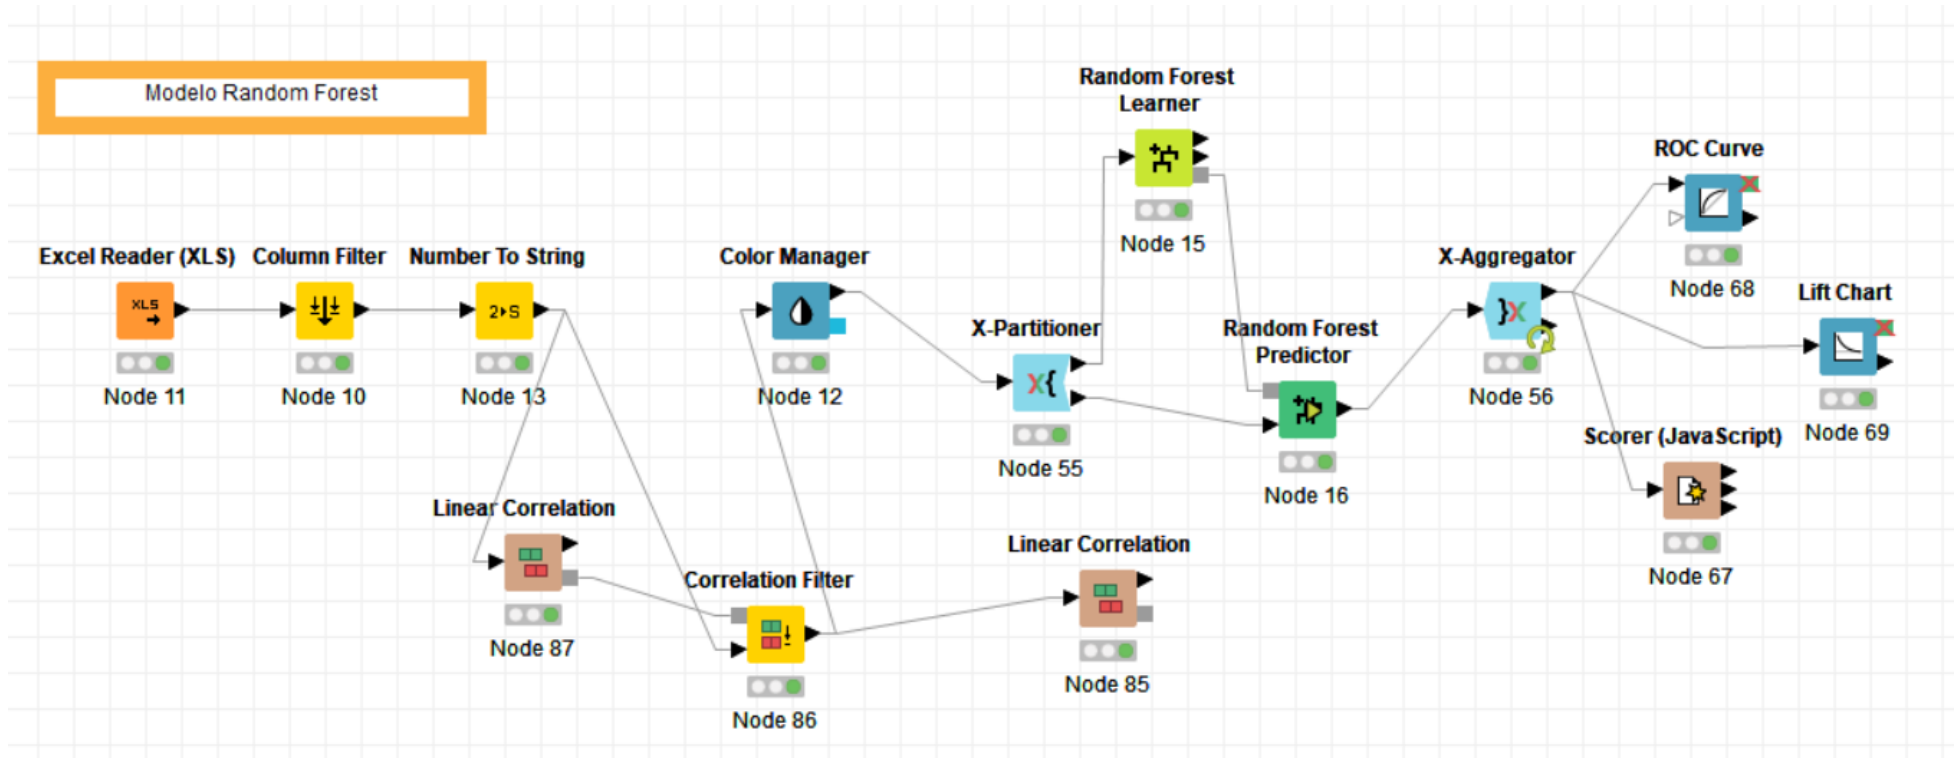 Modelo Random Forest
Random Forest
Learner
Node 15
ROC Curve
Node 68
Excel Reader (XLS)
XLS
Node 11
Column Filter
Node 10
Number To String
2▸S
Node 13
Color Manager
Node 12
X-Partitioner
X{
Node 55
Random Forest
Predictor
Node 16
X-Aggregator
}X
Node 56
Lift Chart
Node 69
Scorer (JavaScript)
Node 67
Linear Correlation
Node 87
Correlation Filter
Node 86
Linear Correlation
Node 85